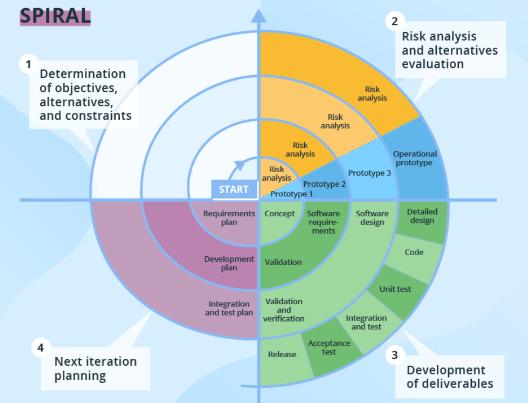 SPIRAL
1
Determination
of objectives,
alternatives,
and constraints
2
Risk analysis
and alternatives
evaluation
Risk
analysis
Risk
analysis
Risk
analysis
Risk
analysis
Operational
prototype
Prototype 3
Prototype 2
Prototype 1
START
Requirements
plan
Development
plan
Integration
and test plan
Concept
Software
require-
ments
Software
design
Detailed
design
Code
Unit test
Integration
and test
Acceptance
test
Release
Validation
Validation
and
verification
4
Next iteration
planning
3
Development
of deliverables